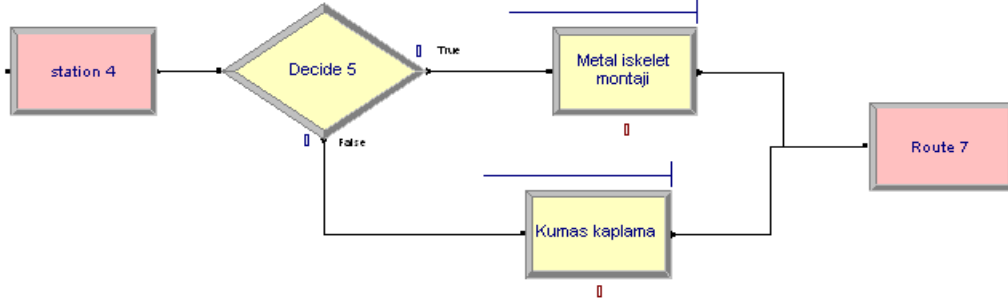 station 4
Decide 5
True
False
Metal iskelet
montaji
Kumas kaplama
Route 7